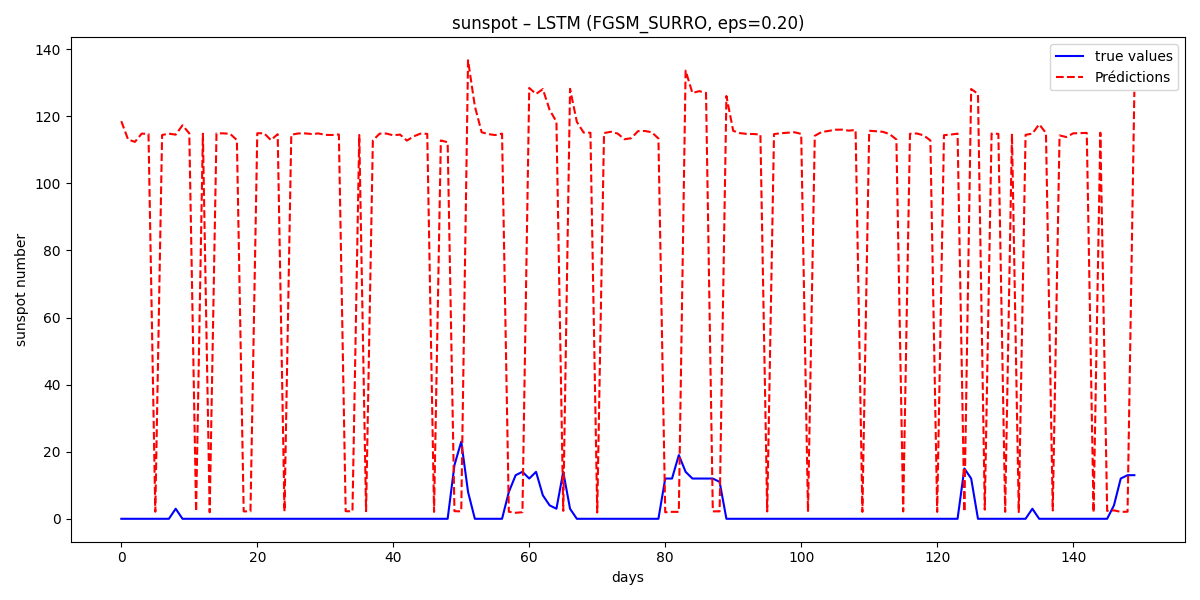 sunspot – LSTM (FGSM_SURRO, eps=0.20)
true values
Prédictions
sunspot number
140
120
100
80
60
40
20
0
0 20 40 60 80 100 120 140
days